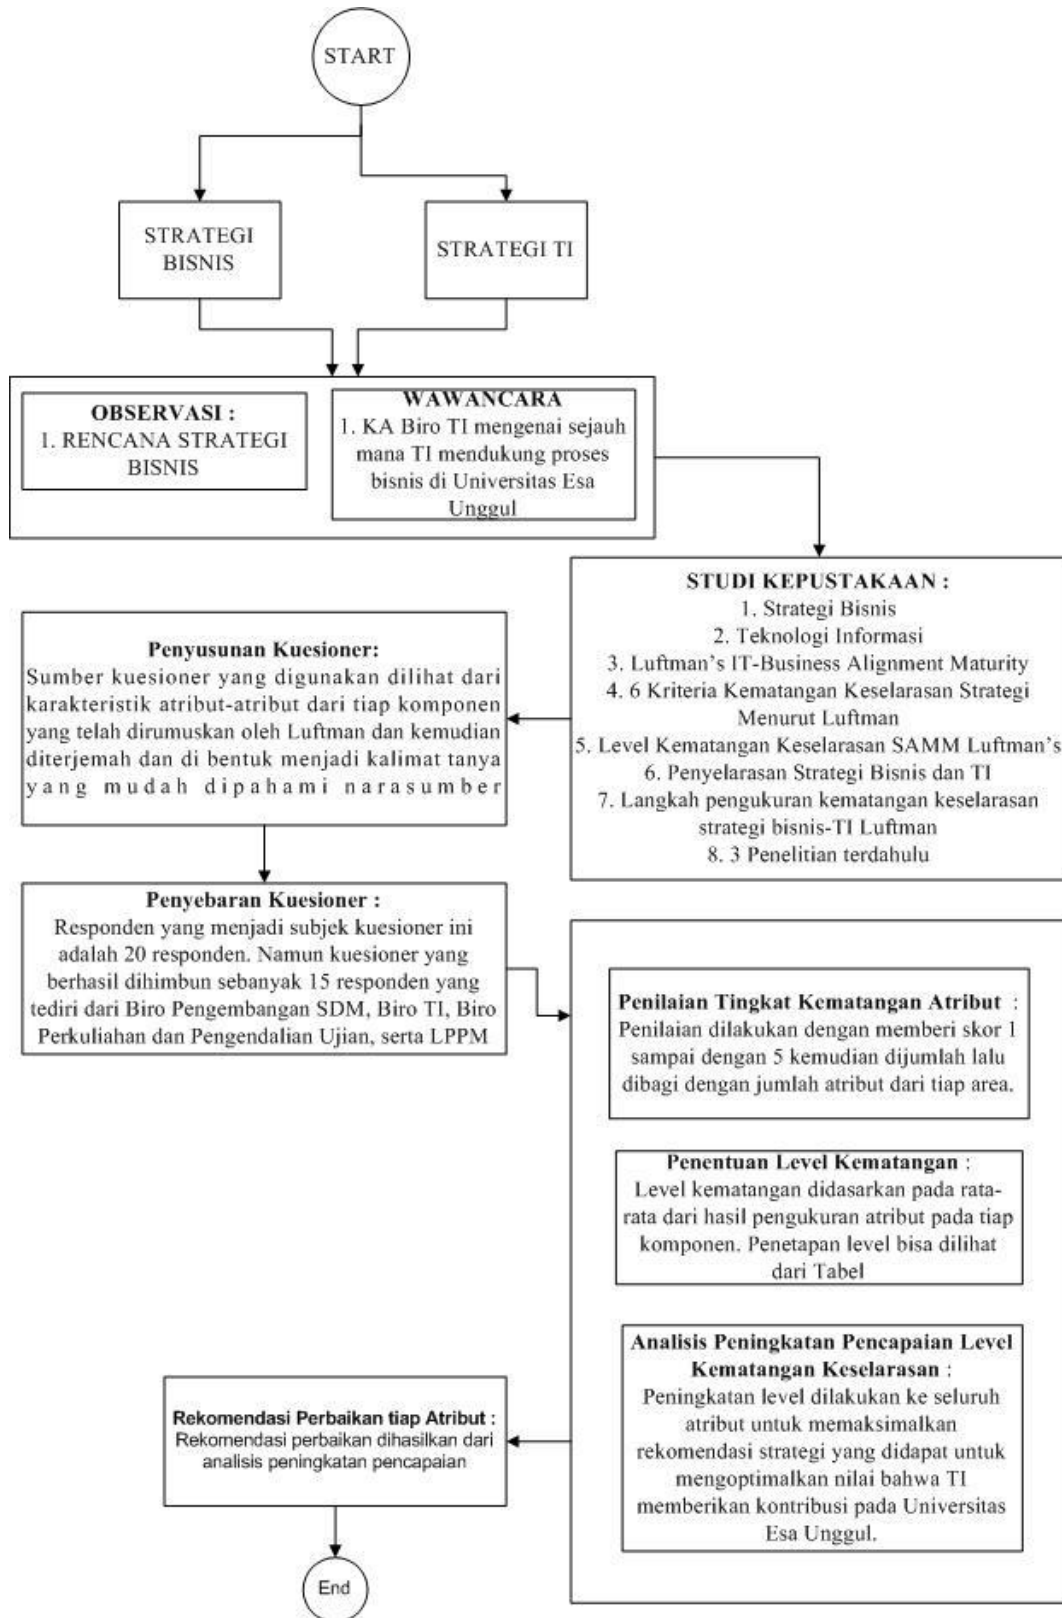 START
STRATEGI
BISNIS
STRATEGI TI
OBSERVASI :
1. RENCANA STRATEGI
BISNIS
WAWANCARA
1. KA Biro TI mengenai sejauh
mana TI mendukung proses
bisnis di Universitas Esa
Unggul
STUDI KEPUSTAKAAN :
1. Strategi Bisnis
2. Teknologi Informasi
3. Luftman's IT-Business Alignment Maturity
4. 6 Kriteria Kematangan Keselarasan Strategi
Menurut Luftman
5. Level Kematangan Keselarasan SAMM Luftman's
6. Penyelarasan Strategi Bisnis dan TI
7. Langkah pengukuran kematangan keselarasan
strategi bisnis-TI Luftman
8. 3 Penelitian terdahulu
Penyusunan Kuesioner:
Sumber kuesioner yang digunakan dilihat dari
karakteristik atribut-atribut dari tiap komponen
yang telah dirumuskan oleh Luftman dan kemudian
diterjemah dan di bentuk menjadi kalimat tanya
yang mudah dipahami narasumber
Penyebaran Kuesioner :
Responden yang menjadi subjek kuesioner ini
adalah 20 responden. Namun kuesioner yang
berhasil dihimbun sebanyak 15 responden yang
tediri dari Biro Pengembangan SDM, Biro TI, Biro
Perkuliahan dan Pengendalian Ujian, serta LPPM
Penilaian Tingkat Kematangan Atribut :
Penilaian dilakukan dengan memberi skor 1
sampai dengan 5 kemudian dijumlah lalu
dibagi dengan jumlah atribut dari tiap area.
Penentuan Level Kematangan :
Level kematangan didasarkan pada rata-
rata dari hasil pengukuran atribut pada tiap
komponen. Penetapan level bisa dilihat
dari Tabel
Analisis Peningkatan Pencapaian Level
Kematangan Keselarasan :
Peningkatan level dilakukan ke seluruh
atribut untuk memaksimalkan
rekomendasi strategi yang didapat untuk
mengoptimalkan nilai bahwa TI
memberikan kontribusi pada Universitas
Esa Unggul.
Rekomendasi Perbaikan tiap Atribut :
Rekomendasi perbaikan dihasilkan dari
analisis peningkatan pencapaian
End